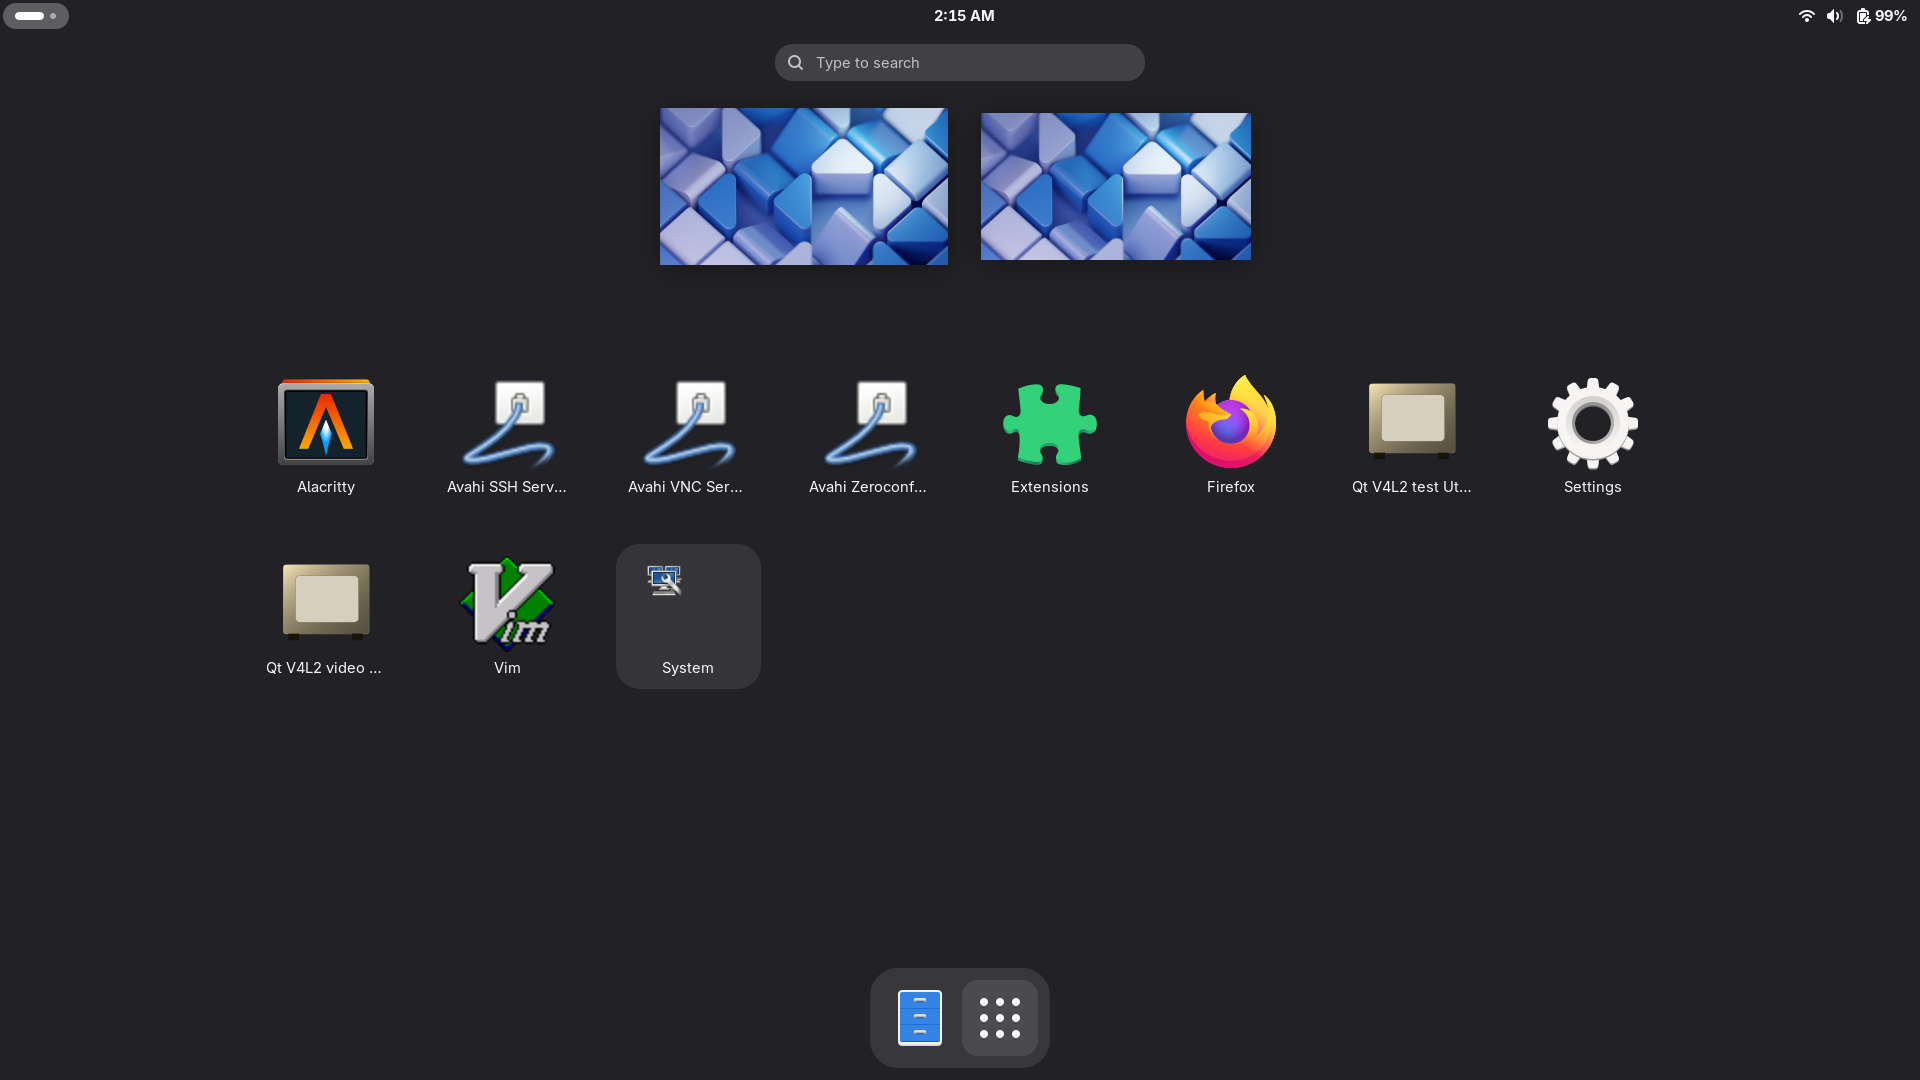 2:15 AM
99%
Type to search
Alacritty
Avahi SSH Serv...
Avahi VNC Ser...
Avahi Zeroconf...
Extensions
Firefox
Qt V4L2 test Ut...
Settings
Qt V4L2 video ...
Vim
Vim
System